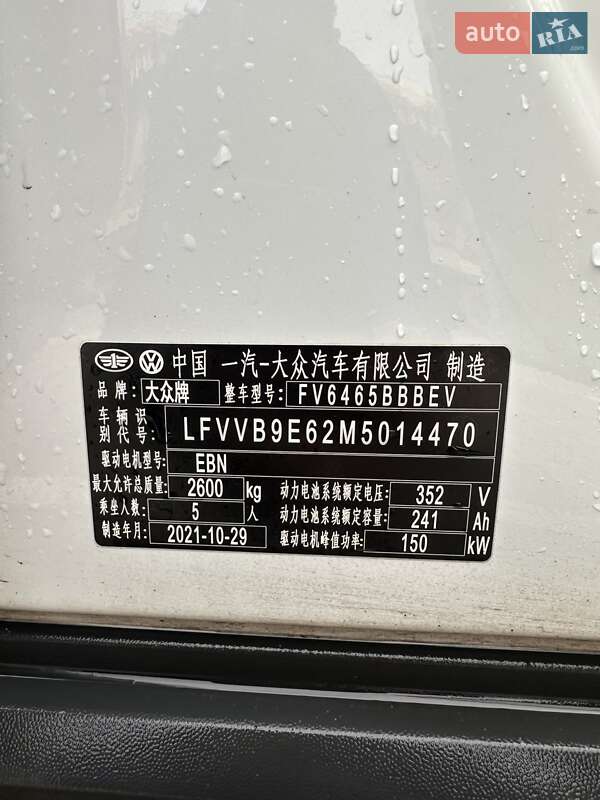 auto RIA.com
中国 一汽-大众汽车有限公司 制造
品牌: 大众牌 整车型号: FV6465BBBEV
车辆识别代号: LFVVB9E62M5014470
驱动电机型号: EBN
最大允许总质量: 2600 kg 动力电池系统额定电压: 352 V
乘坐人数: 5 人 动力电池系统额定容量: 241 Ah
制造年月: 2021-10-29 驱动电机峰值功率: 150 kW